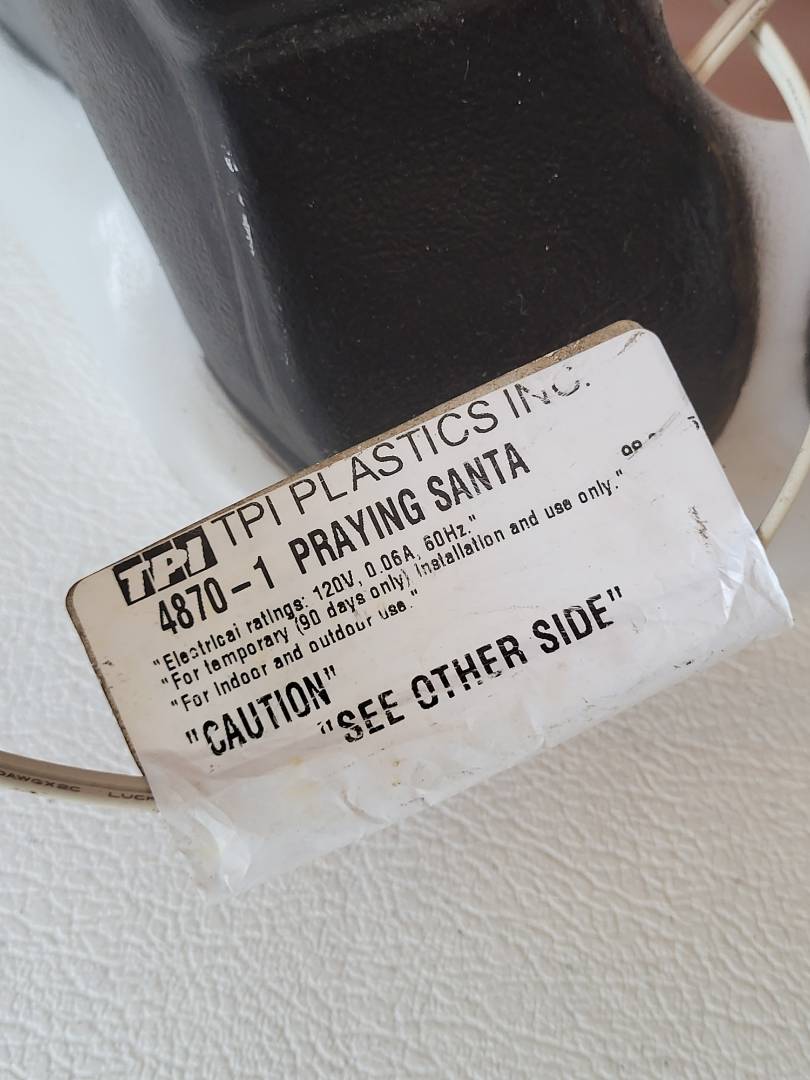 TPI TPI PLASTICS INC.
4870-1 PRAYING SANTA
"Electrical ratings: 120V, 0.06A, 60Hz."
"For temporary (90 days only) installation and use only."
"For indoor and outdoor use."
"CAUTION"
"SEE OTHER SIDE"